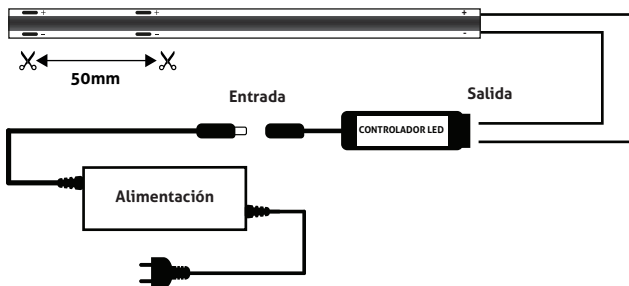 + + +
- - -
50mm
Entrada
Salida
CONTROLADOR LED
Alimentación